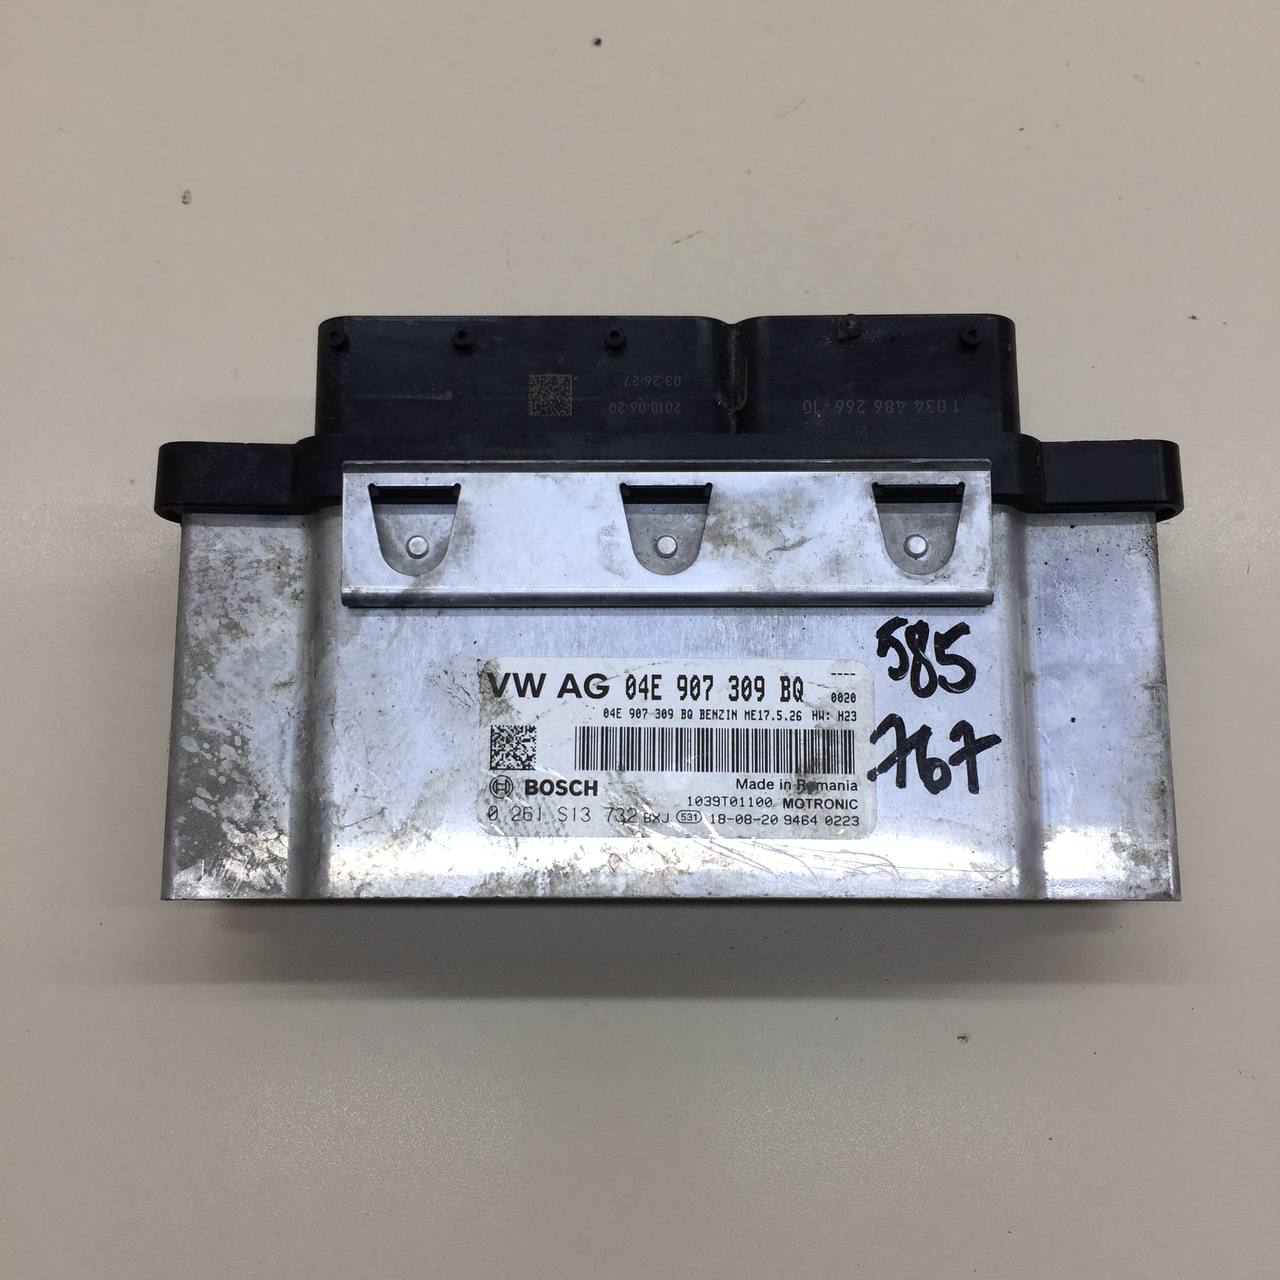 03:26:27
2018:06:20
1 034 486 266-10
585
767
VW AG 04E 907 309 BQ ----
0020
04E 907 309 BQ BENZIN ME17.5.26 HW: H23
BOSCH
Made in Romania
1039T01100 MOTRONIC
0 261 S13 732 BXJ 531 18-08-20 9464 0223